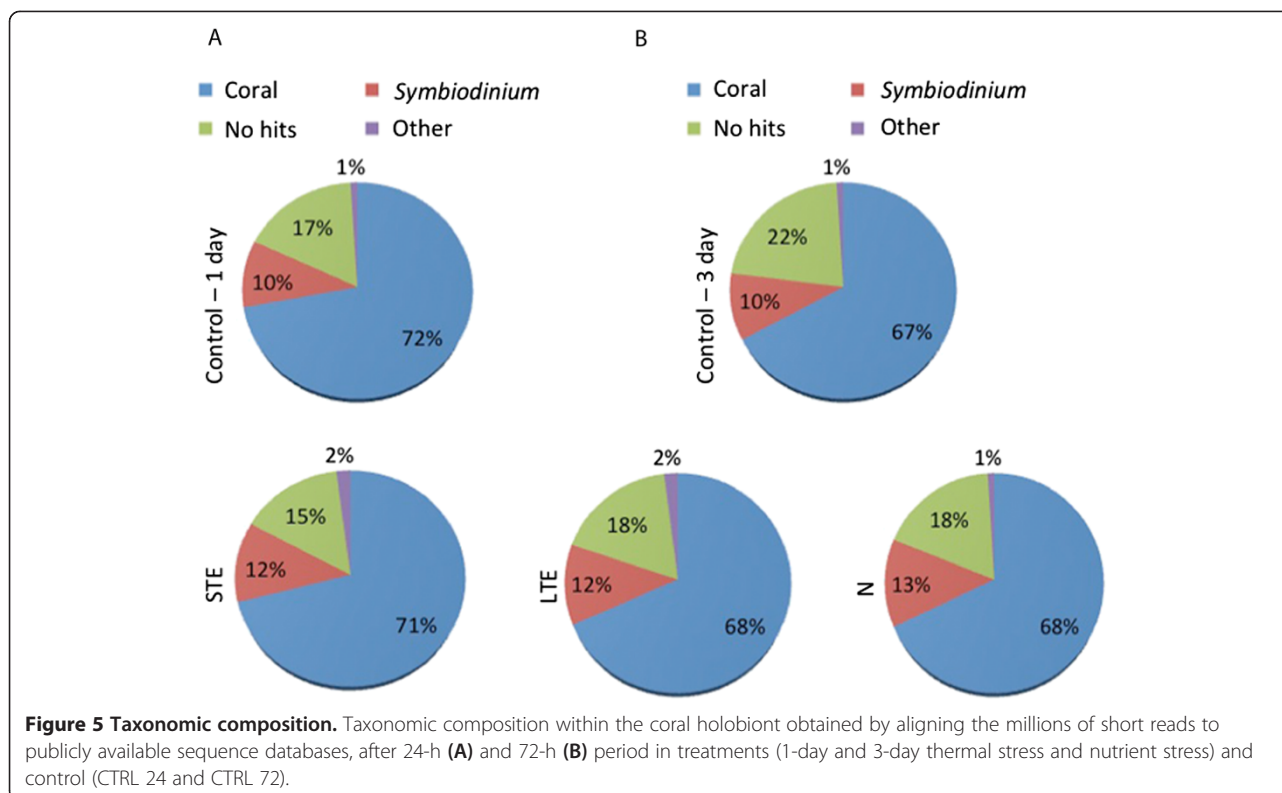 A
B
Coral
Symbiodinium
No hits
Other
Coral
Symbiodinium
No hits
Other
Control – 1 day
1%
17%
10%
72%
Control – 3 day
1%
22%
10%
67%
STE
2%
15%
12%
71%
LTE
2%
18%
12%
68%
N
1%
18%
13%
68%
Figure 5 Taxonomic composition. Taxonomic composition within the coral holobiont obtained by aligning the millions of short reads to
publicly available sequence databases, after 24-h (A) and 72-h (B) period in treatments (1-day and 3-day thermal stress and nutrient stress) and
control (CTRL 24 and CTRL 72).